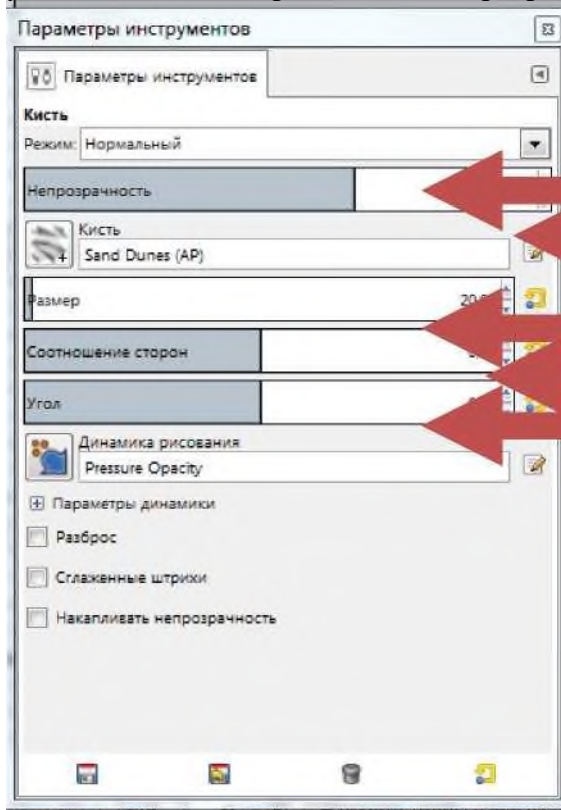 Параметры инструментов
Параметры инструментов
Кисть
Режим: Нормальный
Непрозрачность
Кисть
Sand Dunes (AP)
Размер
Соотношение сторон
Угол
Динамика рисования
Pressure Opacity
Параметры динамики
Разброс
Сглаженные штрихи
Накапливать непрозрачность